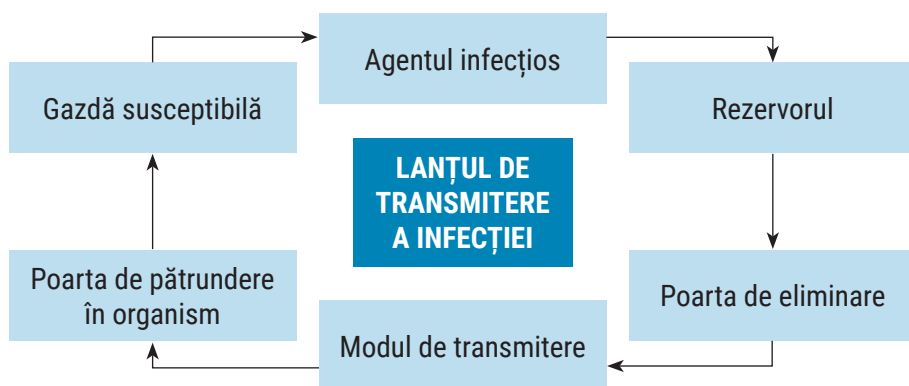 Agentul infecțios
Rezervorul
Poarta de eliminare
Modul de transmitere
Poarta de pătrundere
în organism
Gazdă susceptibilă
LANȚUL DE
TRANSMITERE
A INFECȚIEI